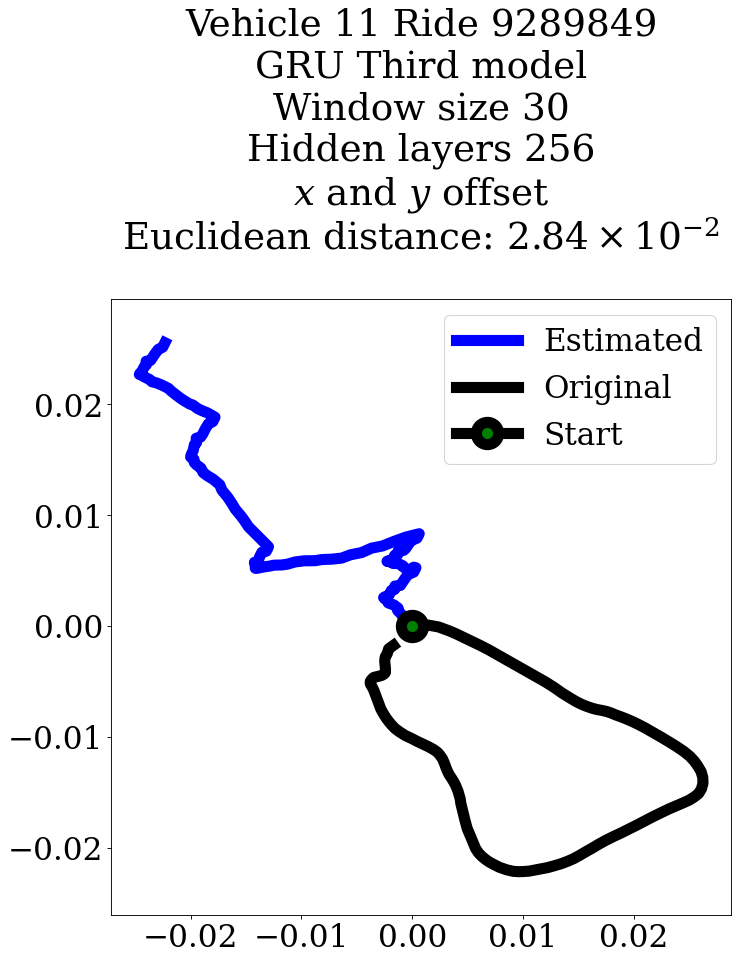 Vehicle 11 Ride 9289849
GRU Third model
Window size 30
Hidden layers 256
x and y offset
Euclidean distance: 2.84 × 10⁻²
Estimated
Original
Start
0.02
0.01
0.00
−0.01
−0.02
−0.02 −0.01 0.00 0.01 0.02